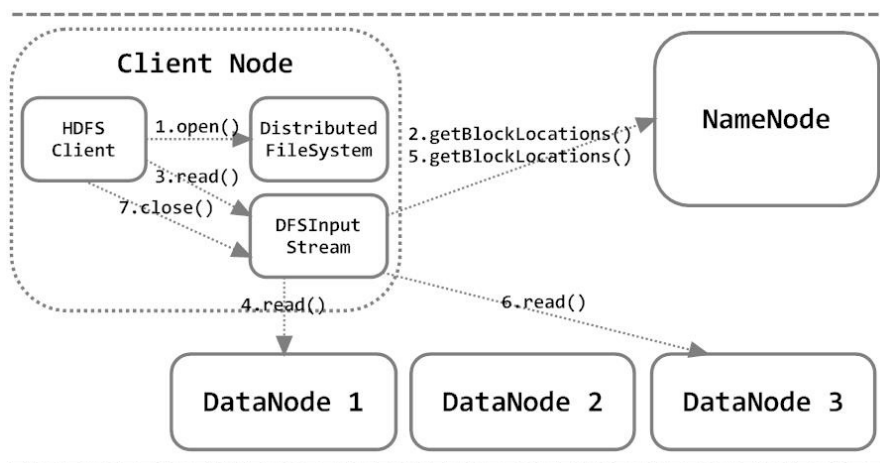 Client Node
HDFS
Client
1.open()
Distributed
FileSystem
3.read()
7.close()
DFSInput
Stream
2.getBlockLocations()
5.getBlockLocations()
NameNode
4.read()
6.read()
DataNode 1
DataNode 2
DataNode 3